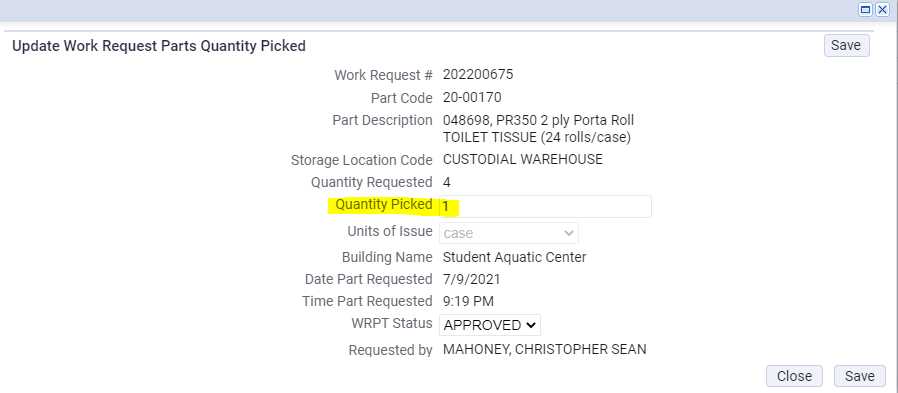 Update Work Request Parts Quantity Picked Save
Work Request # 202200675
Part Code 20-00170
Part Description 048698, PR350 2 ply Porta Roll
TOILET TISSUE (24 rolls/case)
Storage Location Code CUSTODIAL WAREHOUSE
Quantity Requested 4
Quantity Picked 1
Units of Issue case
Building Name Student Aquatic Center
Date Part Requested 7/9/2021
Time Part Requested 9:19 PM
WRPT Status APPROVED
Requested by MAHONEY, CHRISTOPHER SEAN
Close Save